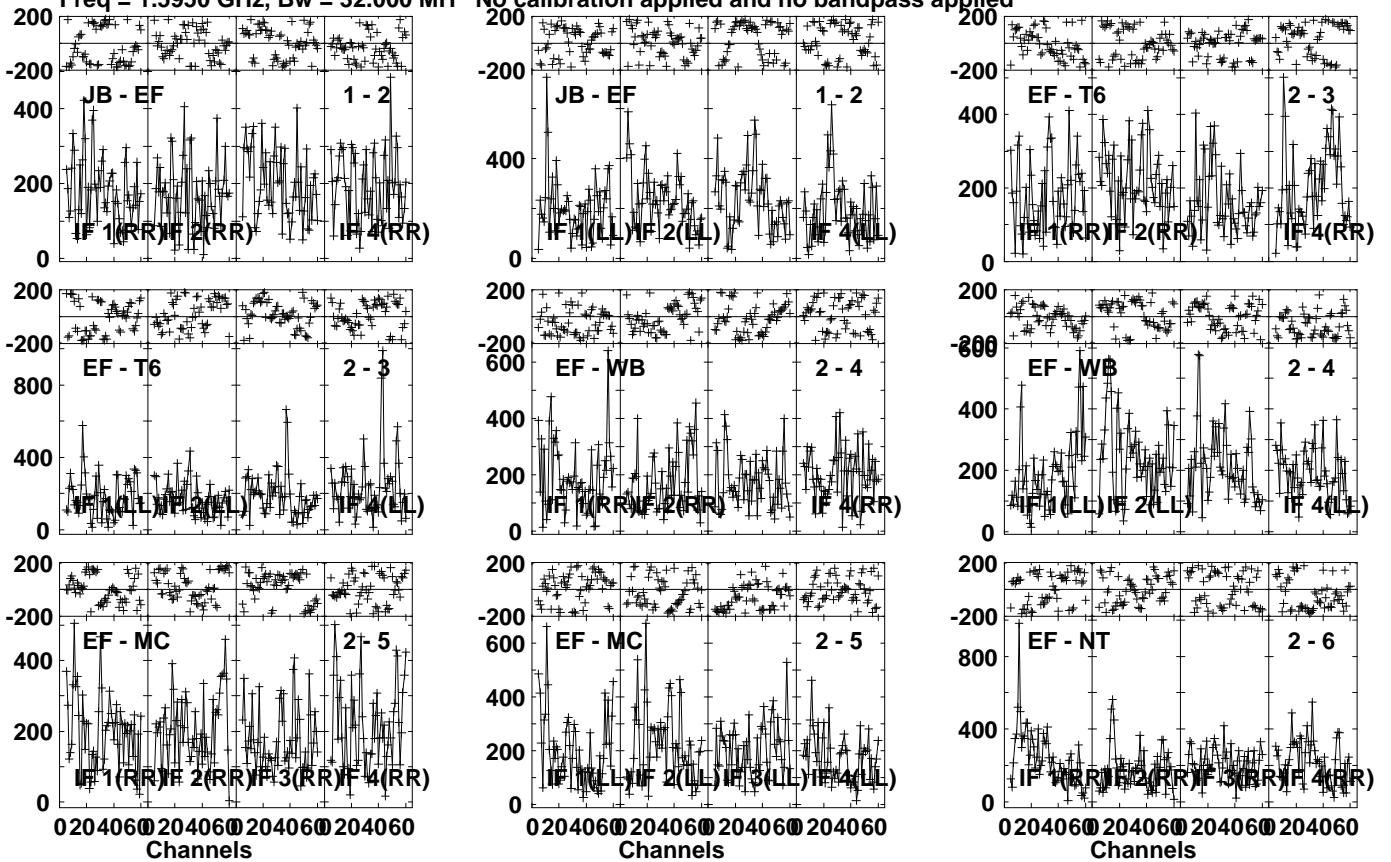 Freq = 1.5950 GHz, Bw = 32.000 MH No calibration applied and no bandpass applied
200
-200
400
200
0
JB - EF 1 - 2
IF 1(RR) IF 2(RR) IF 4(RR)
200
-200
400
0
JB - EF 1 - 2
IF 1(LL) IF 2(LL) IF 4(LL)
200
-200
400
200
0
EF - T6 2 - 3
IF 1(RR) IF 2(RR) IF 4(RR)
200
-200
800
400
0
EF - T6 2 - 3
IF 1(LL) IF 2(LL) IF 4(LL)
200
-200
600
400
200
0
EF - WB 2 - 4
IF 1(RR) IF 2(RR) IF 4(RR)
200
-200
600
400
200
0
EF - WB 2 - 4
IF 1(LL) IF 2(LL) IF 4(LL)
200
-200
400
200
0
EF - MC 2 - 5
IF 1(RR) IF 2(RR) IF 3(RR) IF 4(RR)
0 20 40 60 0 20 40 60 0 20 40 60 0 20 40 60
Channels
200
-200
600
400
200
0
EF - MC 2 - 5
IF 1(LL) IF 2(LL) IF 3(LL) IF 4(LL)
0 20 40 60 0 20 40 60 0 20 40 60 0 20 40 60
Channels
200
-200
800
400
0
EF - NT 2 - 6
IF 1(RR) IF 2(RR) IF 3(RR) IF 4(RR)
0 20 40 60 0 20 40 60 0 20 40 60 0 20 40 60
Channels